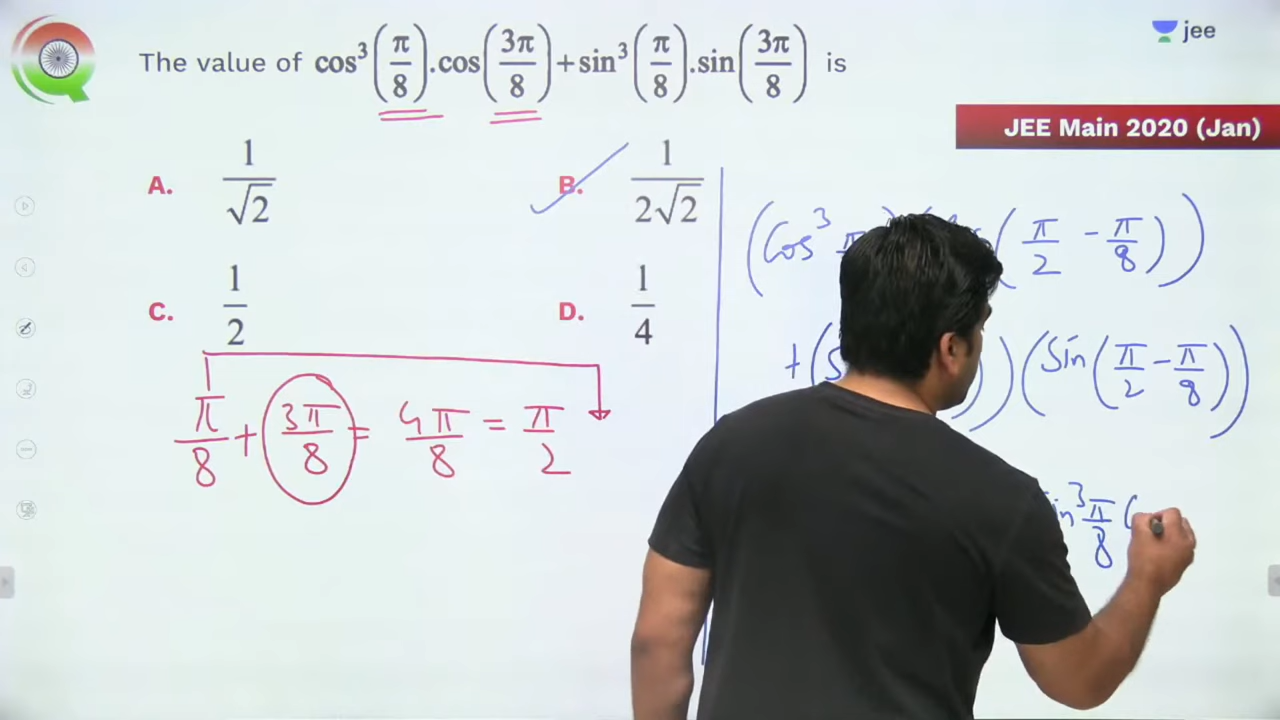 The value of cos³(π/8).cos(3π/8)+sin³(π/8).sin(3π/8) is
jee
JEE Main 2020 (Jan)
A. 1/√2
B. 1/2√2
C. 1/2
D. 1/4
π/8 + 3π/8 = 4π/8 = π/2
(Cos³ (π/2 - π/8))
+ ( )) (Sin (π/2 - π/8))
in³ π/8 (